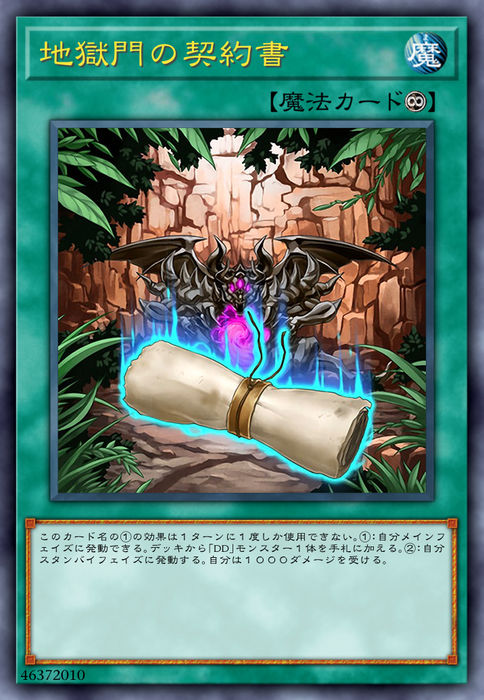 地獄門の契約書
魔
【魔法カード♾】
このカード名の①の効果は1ターンに1度しか使用できない。①:自分メインフ
ェイズに発動できる。デッキから「DD」モンスター1体を手札に加える。②:自分
スタンバイフェイズに発動する。自分は1000ダメージを受ける。
46372010